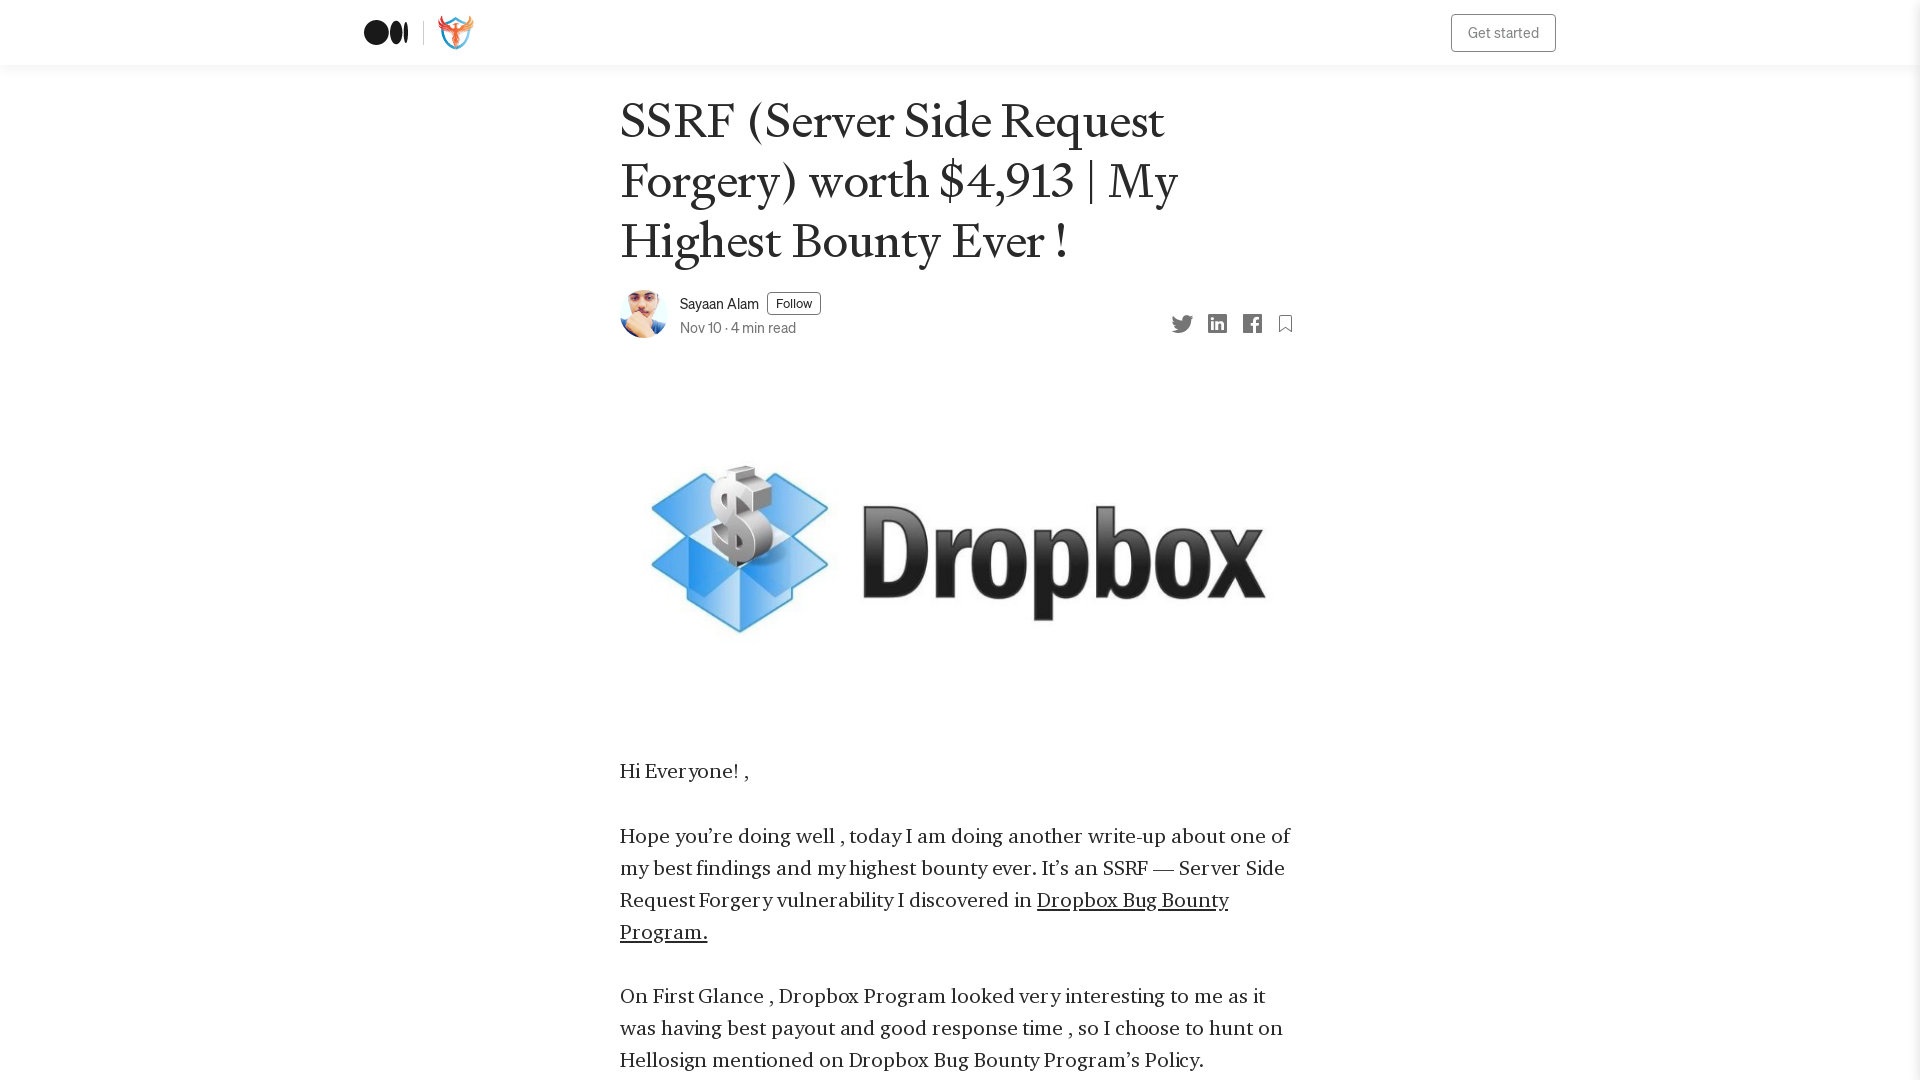 Get started
SSRF (Server Side Request
Forgery) worth $4,913 | My
Highest Bounty Ever !
Sayaan Alam Follow
Nov 10 · 4 min read
$ Dropbox
Hi Everyone! ,
Hope you’re doing well , today I am doing another write-up about one of
my best findings and my highest bounty ever. It’s an SSRF — Server Side
Request Forgery vulnerability I discovered in Dropbox Bug Bounty
Program.
On First Glance , Dropbox Program looked very interesting to me as it
was having best payout and good response time , so I choose to hunt on
Hellosign mentioned on Dropbox Bug Bounty Program’s Policy.